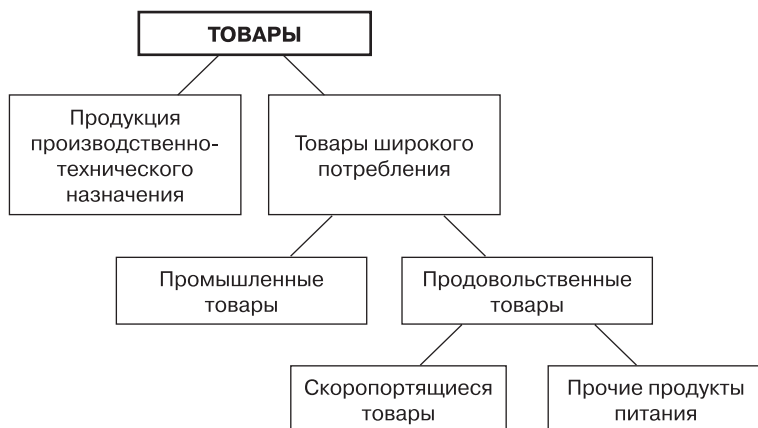 ТОВАРЫ
Продукция
производственно-
технического
назначения
Товары широкого
потребления
Промышленные
товары
Продовольственные
товары
Скоропортящиеся
товары
Прочие продукты
питания